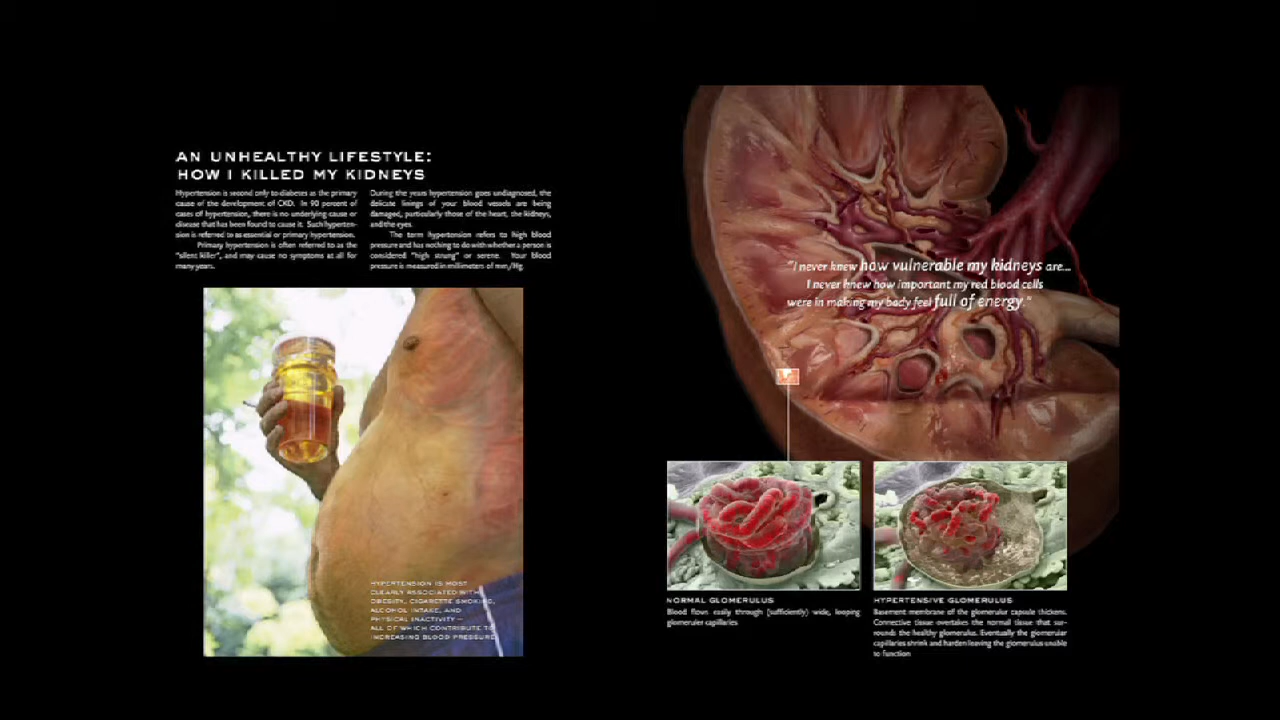 AN UNHEALTHY LIFESTYLE:
HOW I KILLED MY KIDNEYS
Hypertension is second only to diabetes as the primary
cause of the development of CKD. In 90 percent of
cases of hypertension, there is no underlying cause or
disease that has been found to cause it. Such hyperten-
sion is referred to as essential or primary hypertension.
Primary hypertension is often referred to as the
"silent killer", and may cause no symptoms at all for
many years.
During the years hypertension goes undiagnosed, the
delicate linings of your blood vessels are being
damaged, particularly those of the heart, the kidneys,
and the eyes.
The term hypertension refers to high blood
pressure and has nothing to do with whether a person is
considered "high strung" or serene. Your blood
pressure is measured in millimeters of mm/Hg.
HYPERTENSION IS MOST
CLEARLY ASSOCIATED WITH
OBESITY, CIGARETTE SMOKING,
ALCOHOL INTAKE, AND
PHYSICAL INACTIVITY—
ALL OF WHICH CONTRIBUTE TO
INCREASING BLOOD PRESSURE.
"I never knew how vulnerable my kidneys are...
I never knew how important my red blood cells
were in making my body feel full of energy."
NORMAL GLOMERULUS
Blood flows easily through (sufficiently) wide, looping
glomeruler capillaries
HYPERTENSIVE GLOMERULUS
Basement membrane of the glomerular capsule thickens.
Connective tissue overtakes the normal tissue that sur-
rounds the healthy glomerulus. Eventually the glomerular
capillaries shrink and harden leaving the glomerulus unable
to function